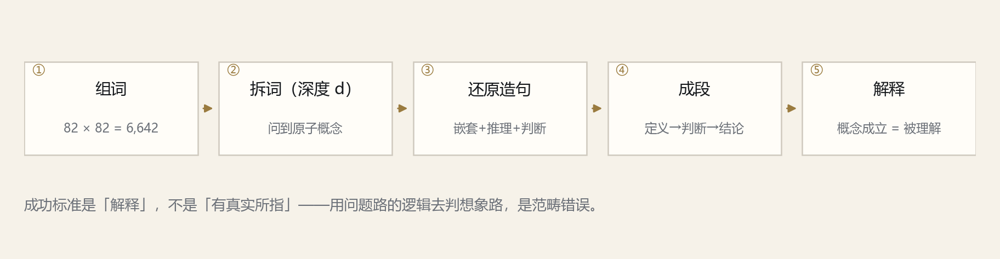 ①
组词
82 × 82 = 6,642
②
拆词（深度 d）
问到原子概念
③
还原造句
嵌套+推理+判断
④
成段
定义→判断→结论
⑤
解释
概念成立 = 被理解
成功标准是「解释」，不是「有真实所指」——用问题路的逻辑去判想象路，是范畴错误。